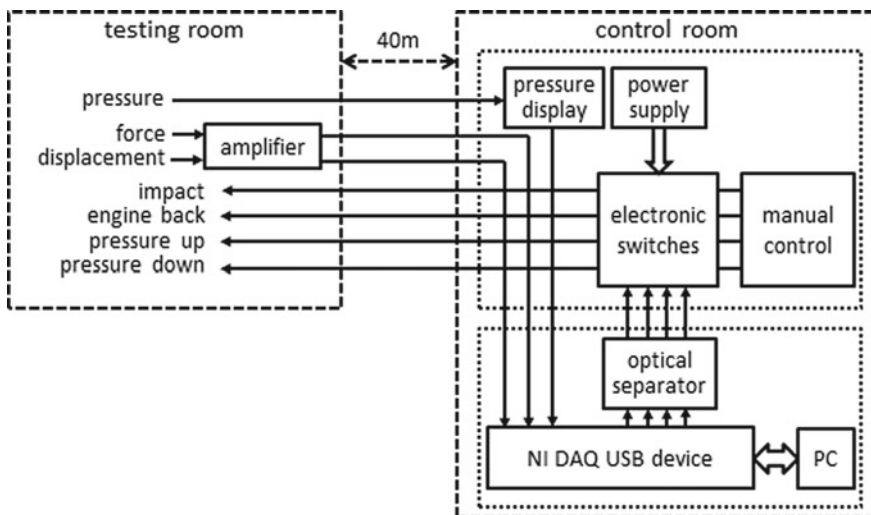 testing room
40m
control room
pressure
pressure
display
power
supply
force
displacement
amplifier
impact
engine back
pressure up
pressure down
electronic
switches
manual
control
optical
separator
NI DAQ USB device
PC